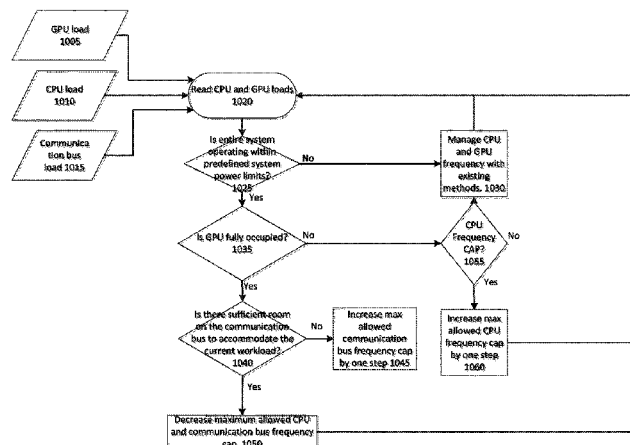 GPU load
1005
CPU load
1010
Communica
tion bus
load 1015
Read CPU and GPU loads
1020
Is entire system
operating within
predefined system
power limits?
1025
No
Yes
Manage CPU
and GPU
frequency with
existing
methods. 1030
Is GPU fully occupied?
1035
No
Yes
CPU
Frequency
CAP?
1055
No
Yes
Is there sufficient room
on the communication
bus to accommodate the
current workload?
1040
No
Yes
Increase max
allowed
communication
bus frequency cap
by one step 1045
Increase max
allowed CPU
frequency cap
by one step
1060
Decrease maximum allowed CPU
and communication bus frequency
cap. 1050